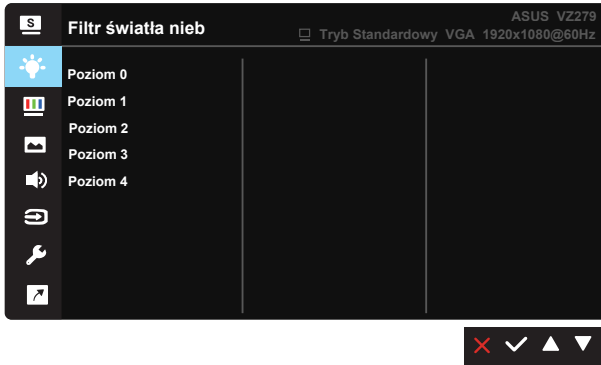 S
Filtr światła nieb
ASUS VZ279
Tryb Standardowy VGA 1920x1080@60Hz
Poziom 0
Poziom 1
Poziom 2
Poziom 3
Poziom 4